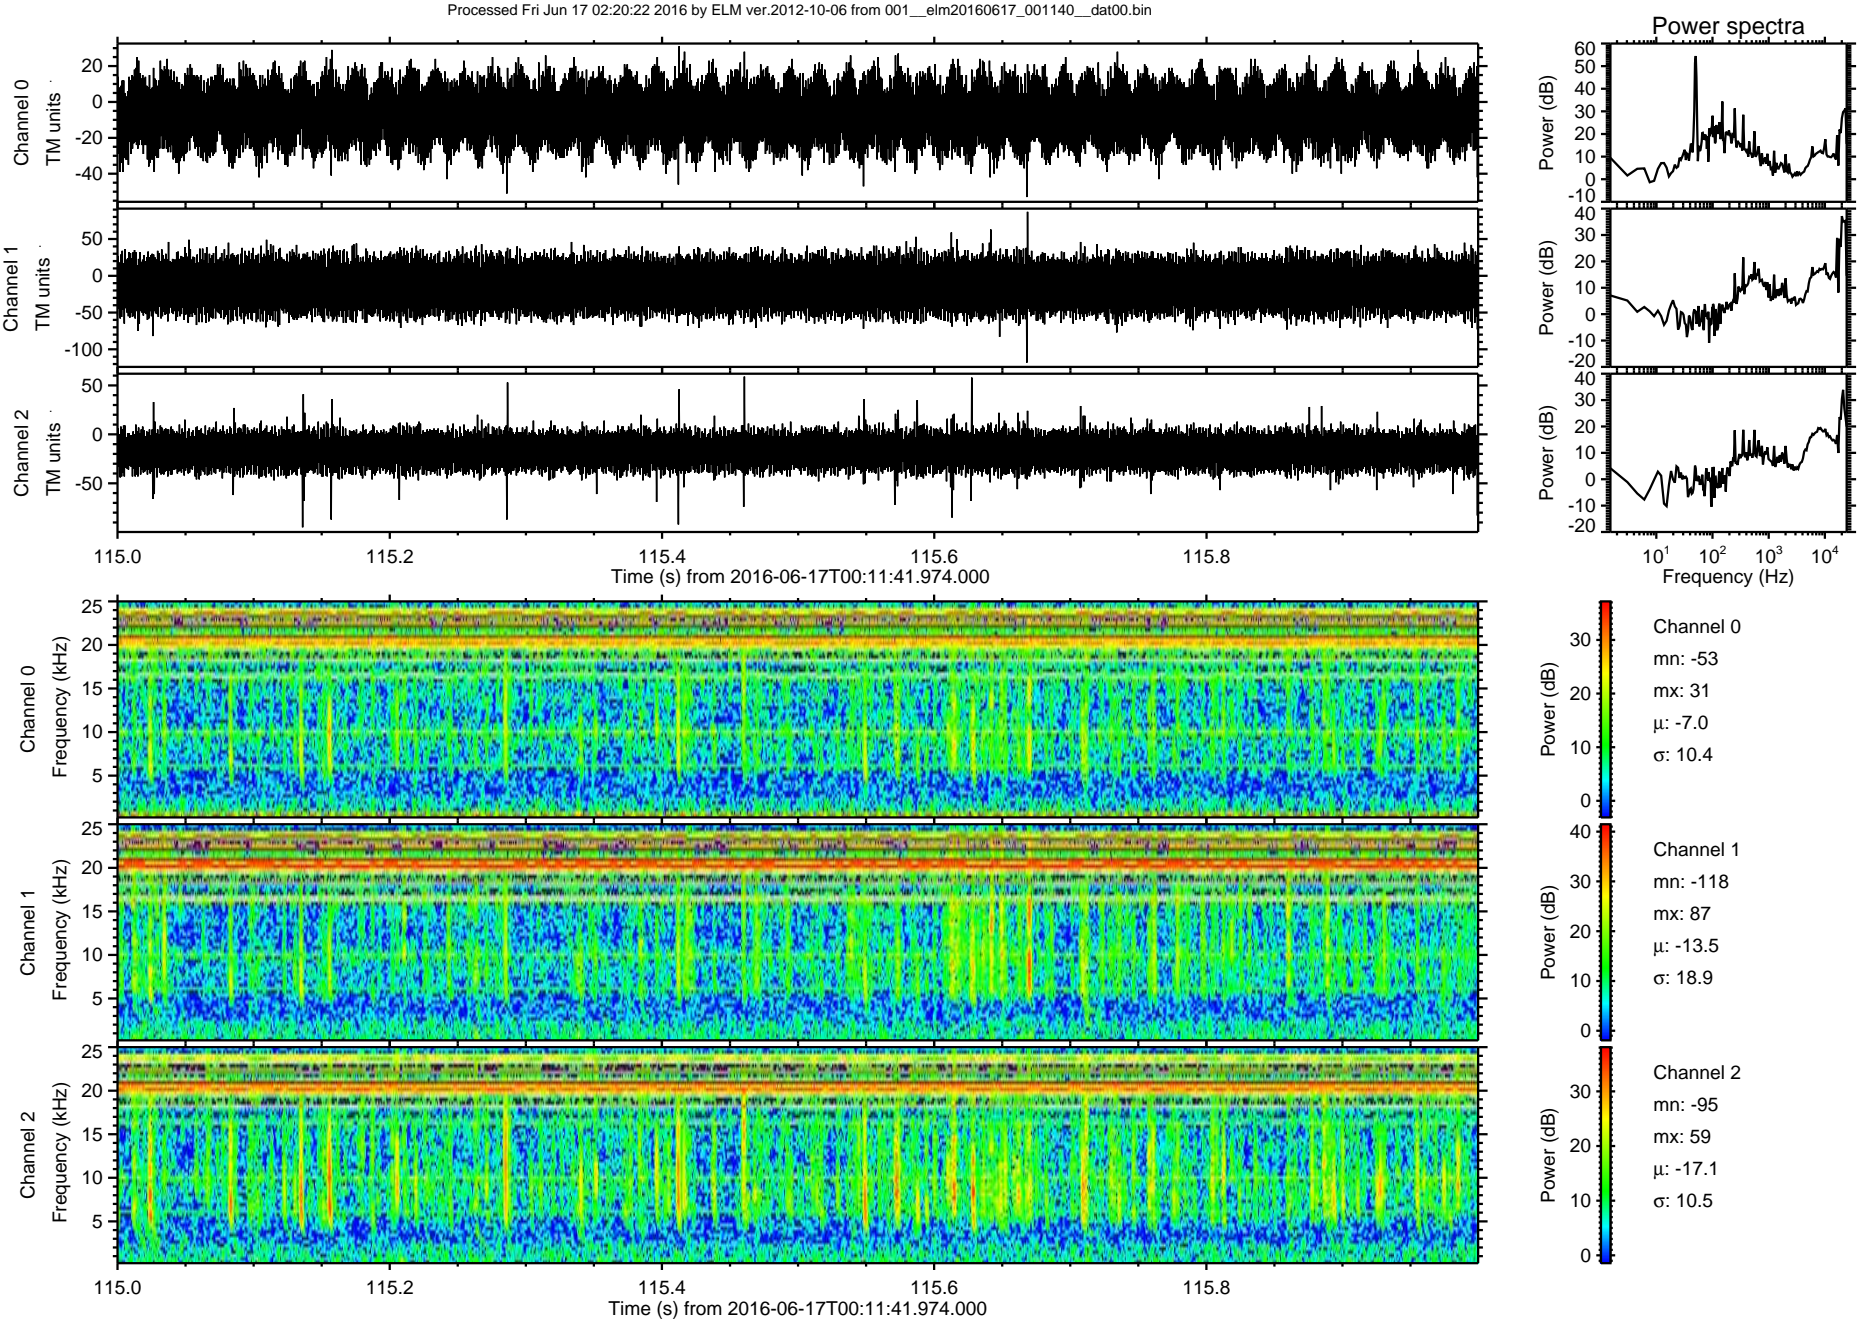 Processed Fri Jun 17 02:20:22 2016 by ELM ver.2012-10-06 from 001__elm20160617_001140__dat00.bin
Power spectra
Channel 0
TM units
20
0
-20
-40
Power (dB)
60
50
40
30
20
10
0
-10
Channel 1
TM units
50
0
-50
-100
Power (dB)
40
30
20
10
0
-10
-20
Channel 2
TM units
50
0
-50
Power (dB)
40
30
20
10
0
-10
-20
115.0 115.2 115.4 115.6 115.8
Time (s) from 2016-06-17T00:11:41.974.000
10¹ 10² 10³ 10⁴
Frequency (Hz)
Channel 0
Frequency (kHz)
25
20
15
10
5
Power (dB)
30
20
10
0
Channel 0
mn: -53
mx: 31
μ: -7.0
σ: 10.4
Channel 1
Frequency (kHz)
25
20
15
10
5
Power (dB)
40
30
20
10
0
Channel 1
mn: -118
mx: 87
μ: -13.5
σ: 18.9
Channel 2
Frequency (kHz)
25
20
15
10
5
Power (dB)
30
20
10
0
Channel 2
mn: -95
mx: 59
μ: -17.1
σ: 10.5
115.0 115.2 115.4 115.6 115.8
Time (s) from 2016-06-17T00:11:41.974.000